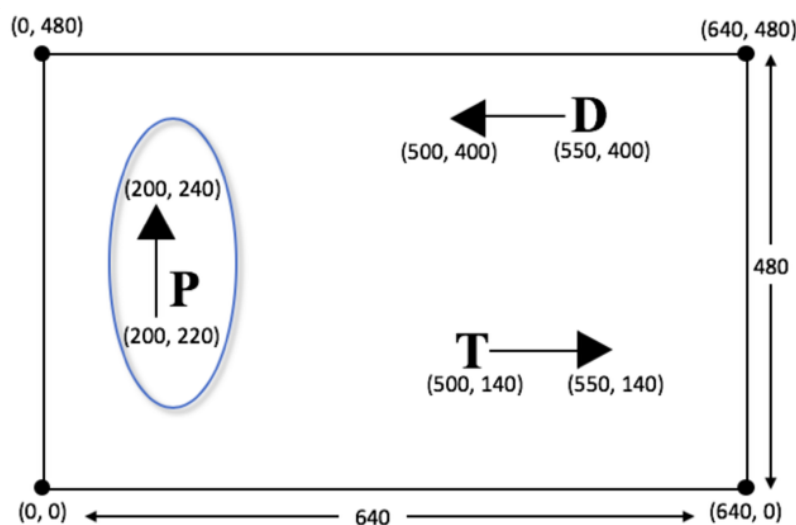 (0, 480)
(640, 480)
D
(500, 400) (550, 400)
(200, 240)
P
(200, 220)
480
T
(500, 140) (550, 140)
(0, 0)
640
(640, 0)